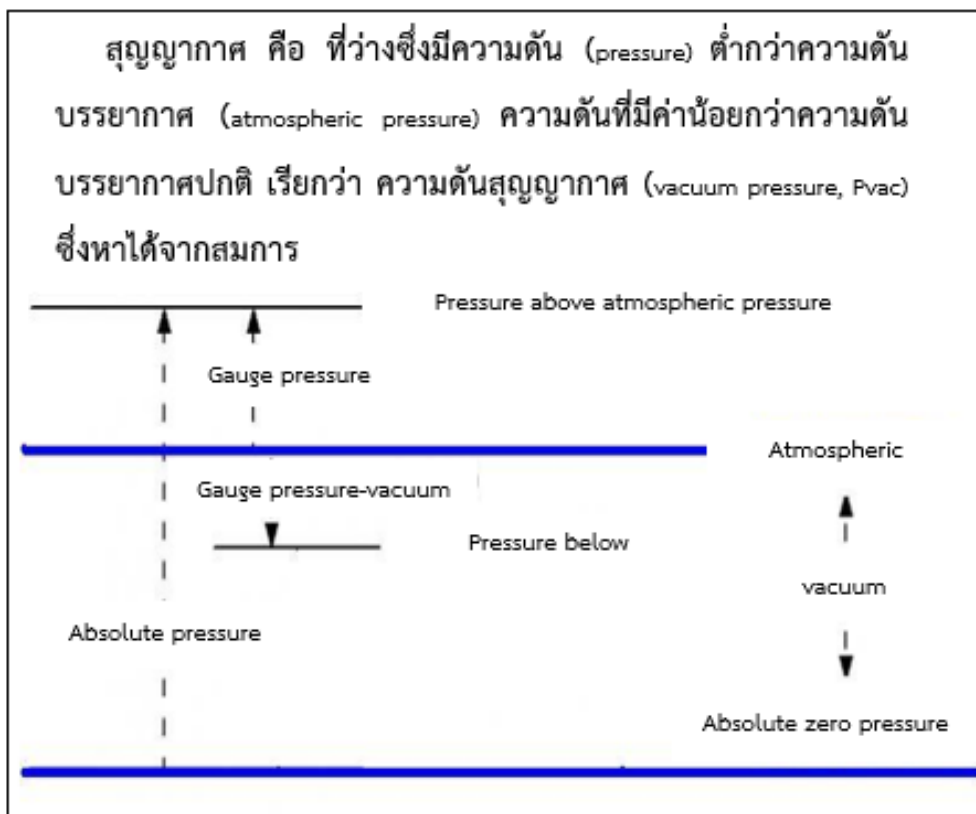 สุญญากาศ คือ ที่ว่างซึ่งมีความดัน (pressure) ต่ำกว่าความดัน
บรรยากาศ (atmospheric pressure) ความดันที่มีค่าน้อยกว่าความดัน
บรรยากาศปกติ เรียกว่า ความดันสุญญากาศ (vacuum pressure, Pvac)
ซึ่งหาได้จากสมการ
Pressure above atmospheric pressure
Gauge pressure
Atmospheric
Gauge pressure-vacuum
Pressure below
vacuum
Absolute pressure
Absolute zero pressure